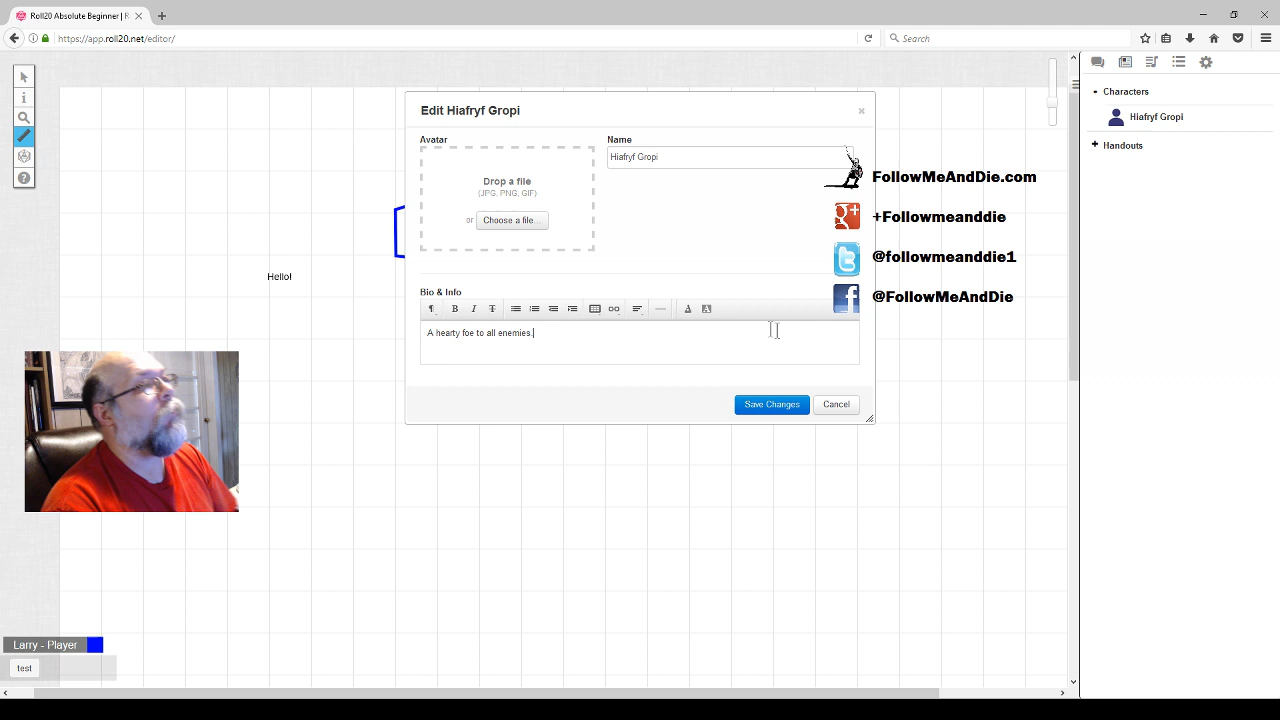 Roll20 Absolute Beginner | R
https://app.roll20.net/editor/
Search
Edit Hiafryf Gropi
Avatar
Name
Drop a file
(JPG, PNG, GIF)
or Choose a file...
Hiafryf Gropi
FollowMeAndDie.com
+Followmeanddie
@followmeanddie1
@FollowMeAndDie
Bio & Info
A hearty foe to all enemies.
Save Changes
Cancel
Characters
Hiafryf Gropi
Handouts
Hello!
Larry - Player
test